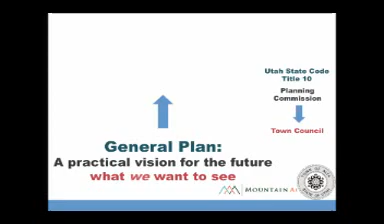 Utah State Code
Title 10
Planning
Commission
Town Council
General Plan:
A practical vision for the future
what we want to see
MOUNTAIN